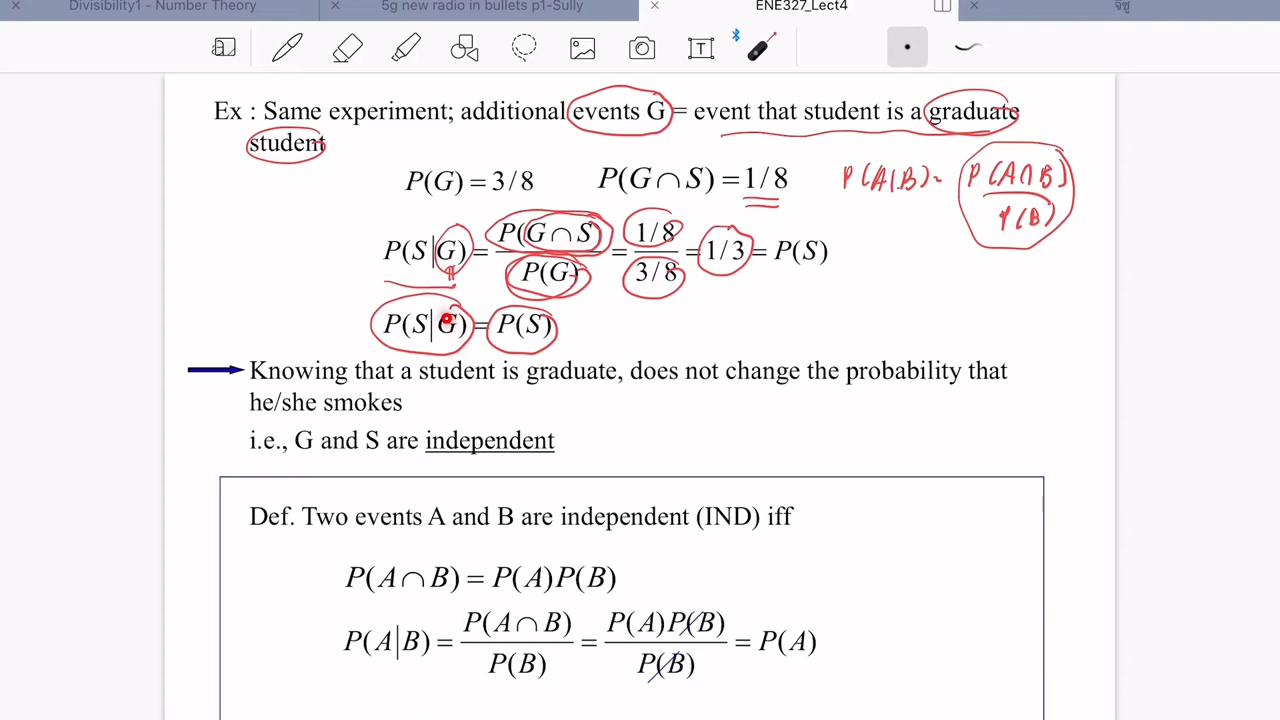 Divisibility1 - Number Theory
5g new radio in bullets p1-Sully
ENE327_Lect4
จิซู
Ex : Same experiment; additional events G = event that student is a graduate
student
P(G) = 3/8 P(G∩S) = 1/8 P(A|B) = P(A∩B) / P(B)
P(S|G) = P(G∩S) / P(G) = 1/8 / 3/8 = 1/3 = P(S)
P(S|G) = P(S)
Knowing that a student is graduate, does not change the probability that
he/she smokes
i.e., G and S are independent
Def. Two events A and B are independent (IND) iff
P(A∩B) = P(A)P(B)
P(A|B) = P(A∩B) / P(B) = P(A)P(B) / P(B) = P(A)